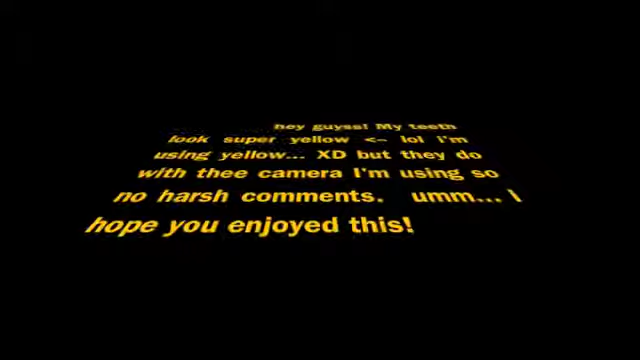 hey guyss! My teeth
look super yellow <-- lol I'm
using yellow... XD but they do
with thee camera I'm using so
no harsh comments. umm... I
hope you enjoyed this!